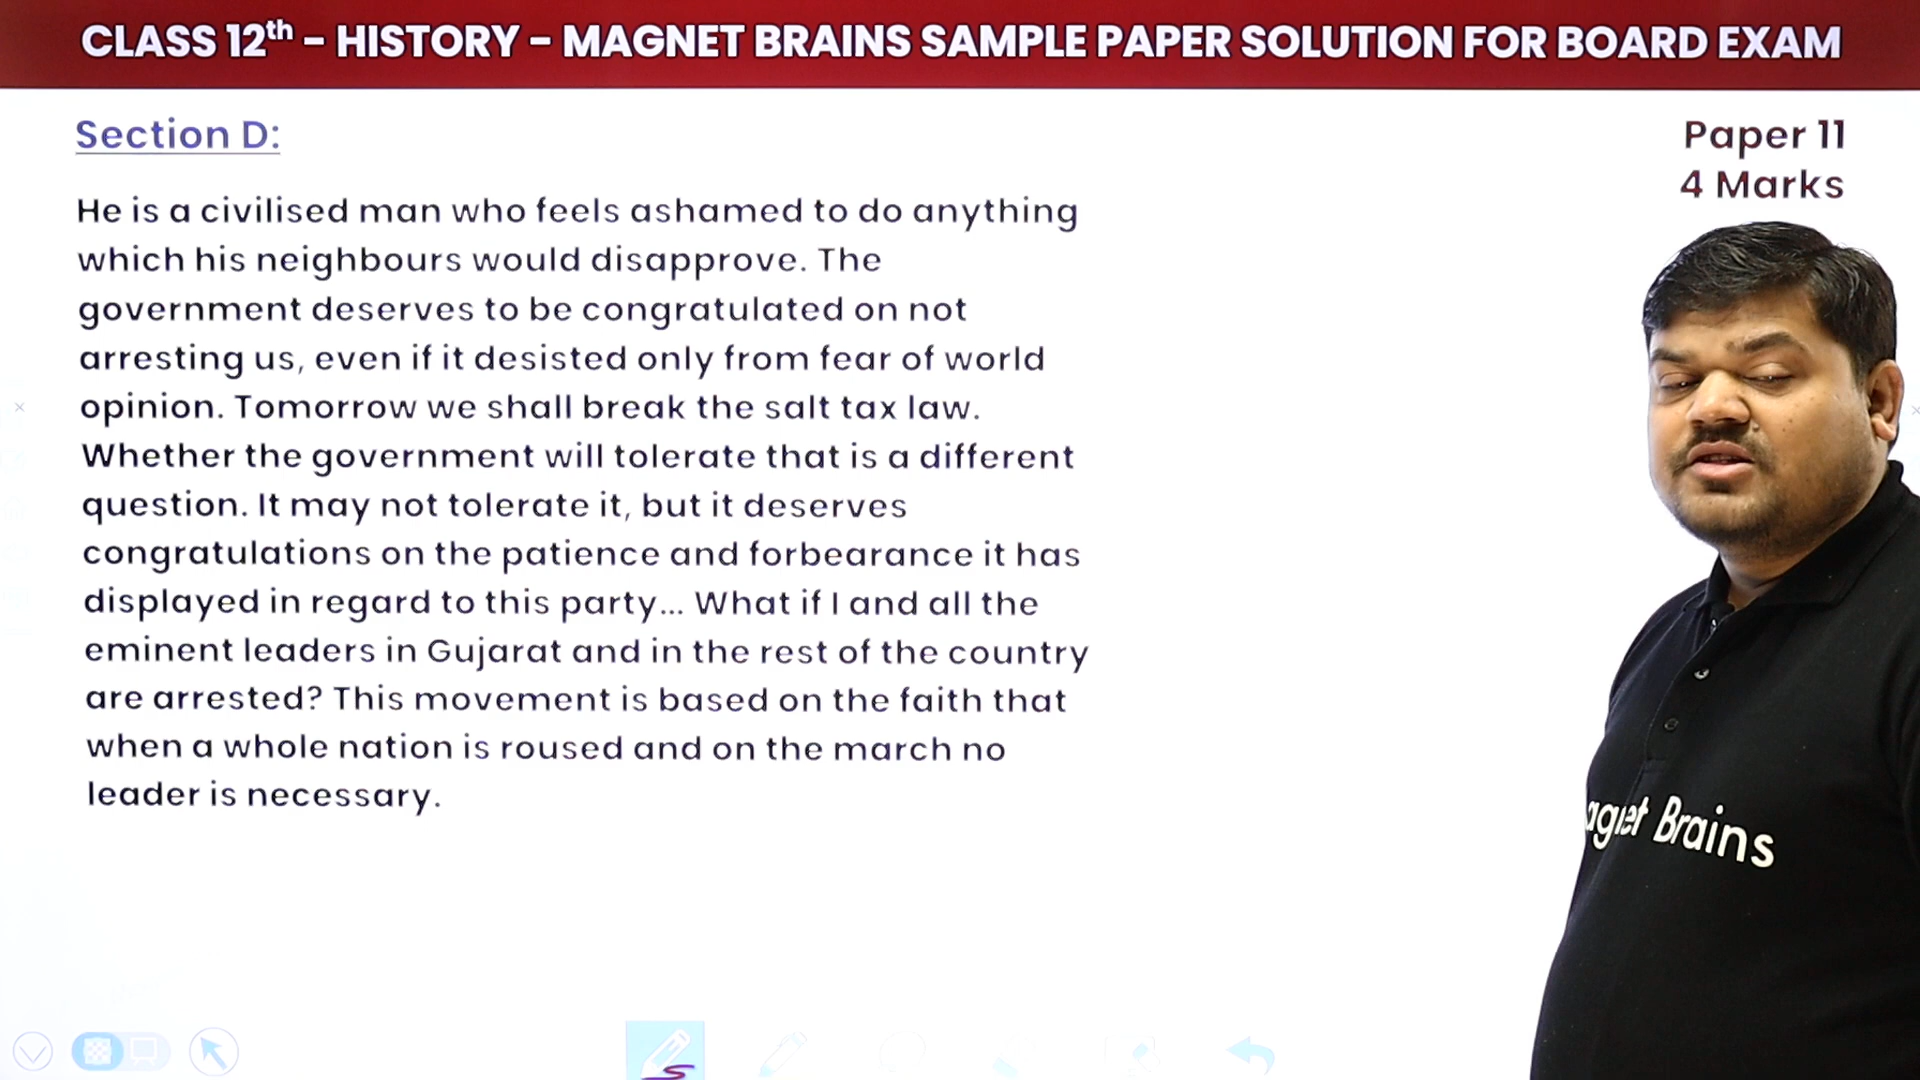 CLASS 12th - HISTORY - MAGNET BRAINS SAMPLE PAPER SOLUTION FOR BOARD EXAM
Section D:
Paper 11
4 Marks
He is a civilised man who feels ashamed to do anything
which his neighbours would disapprove. The
government deserves to be congratulated on not
arresting us, even if it desisted only from fear of world
opinion. Tomorrow we shall break the salt tax law.
Whether the government will tolerate that is a different
question. It may not tolerate it, but it deserves
congratulations on the patience and forbearance it has
displayed in regard to this party... What if I and all the
eminent leaders in Gujarat and in the rest of the country
are arrested? This movement is based on the faith that
when a whole nation is roused and on the march no
leader is necessary.
agnet Brains